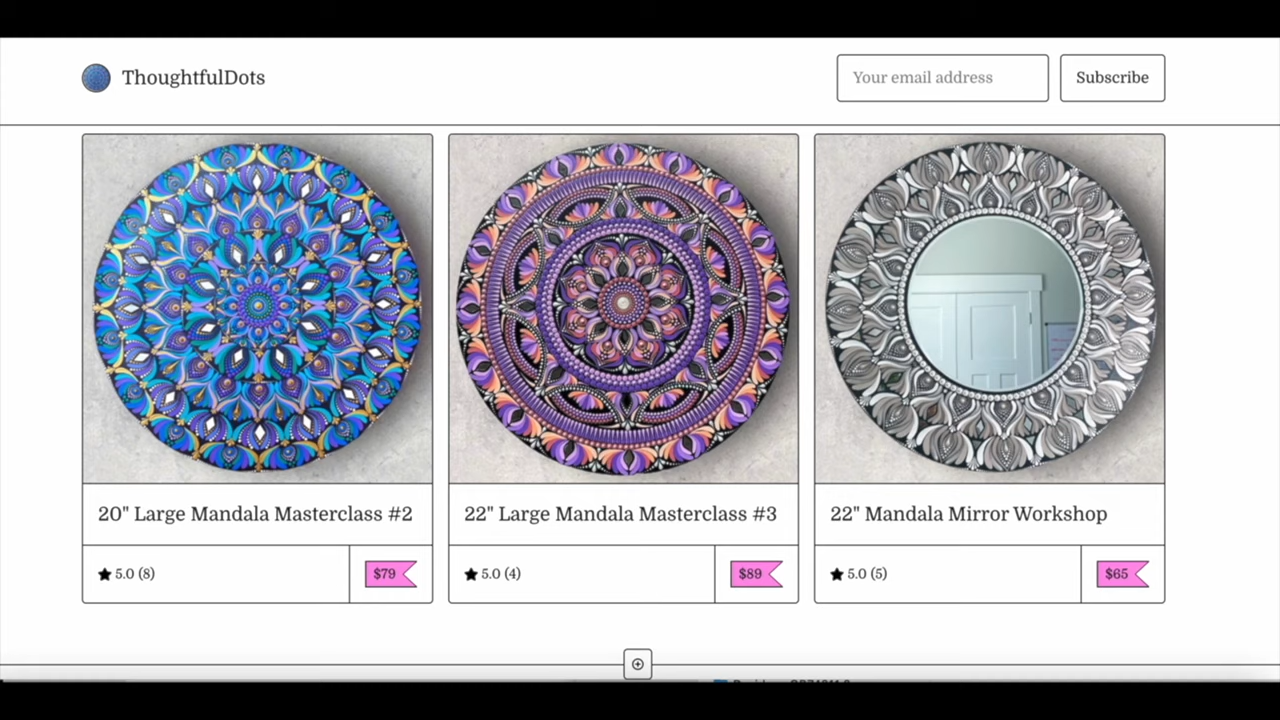 ThoughtfulDots
Your email address
Subscribe
20" Large Mandala Masterclass #2
22" Large Mandala Masterclass #3
22" Mandala Mirror Workshop
5.0 (8)
$79
5.0 (4)
$89
5.0 (5)
$65